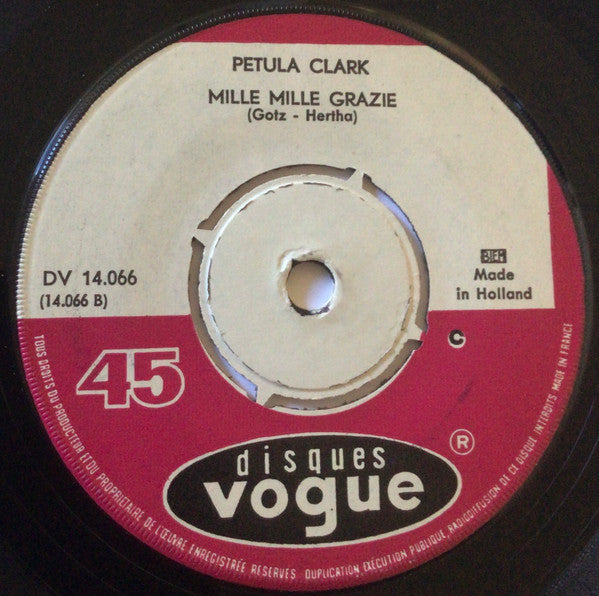 PETULA CLARK
MILLE MILLE GRAZIE
(Gotz - Hertha)
DV 14.066
(14.066 B)
BIEM
Made
in Holland
45
C
®
disques
vogue
TOUS DROITS DU PRODUCTEUR ET DU PROPRIETAIRE DE L'ŒUVRE ENREGISTRÉE RESERVES. DUPLICATION EXÉCUTION PUBLIQUE, RADIODIFFUSION DE CE DISQUE INTERDITS MADE IN FRANCE